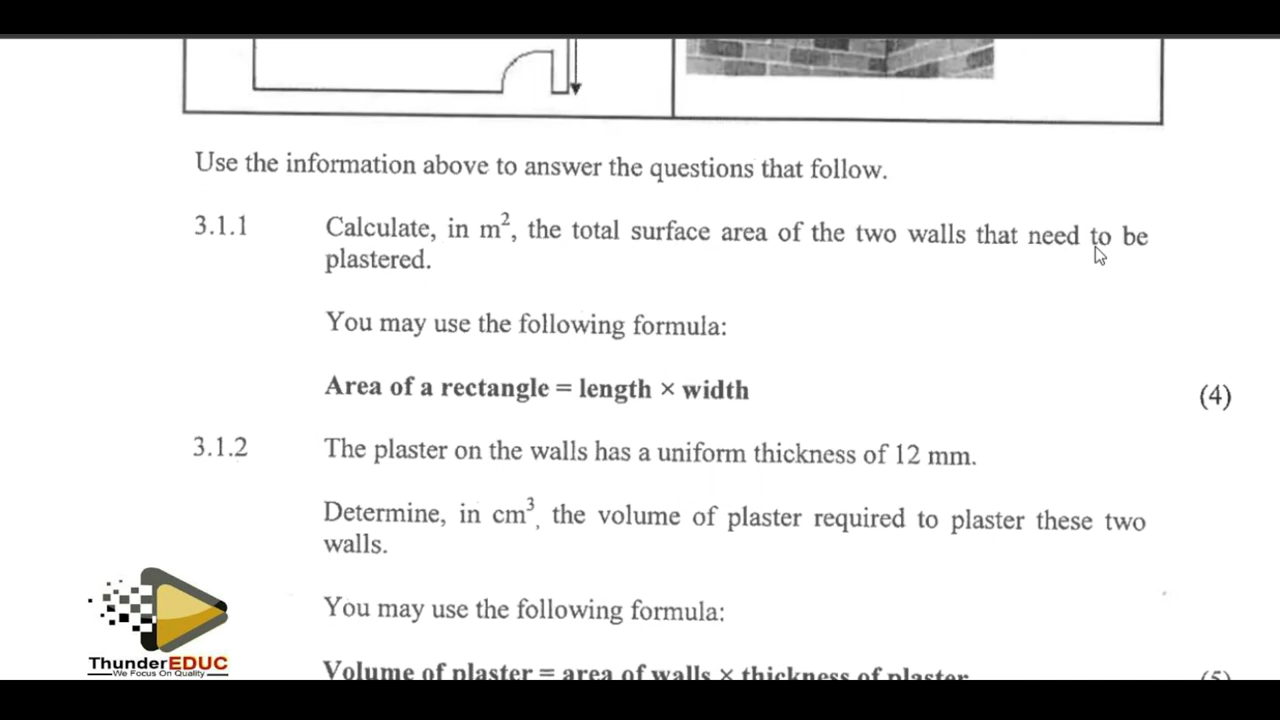 Use the information above to answer the questions that follow.
3.1.1 Calculate, in m², the total surface area of the two walls that need to be
plastered.
You may use the following formula:
Area of a rectangle = length × width (4)
3.1.2 The plaster on the walls has a uniform thickness of 12 mm.
Determine, in cm³, the volume of plaster required to plaster these two
walls.
You may use the following formula:
Volume of plaster = area of walls × thickness of plaster (5)
ThunderEDUC
We Focus On Quality